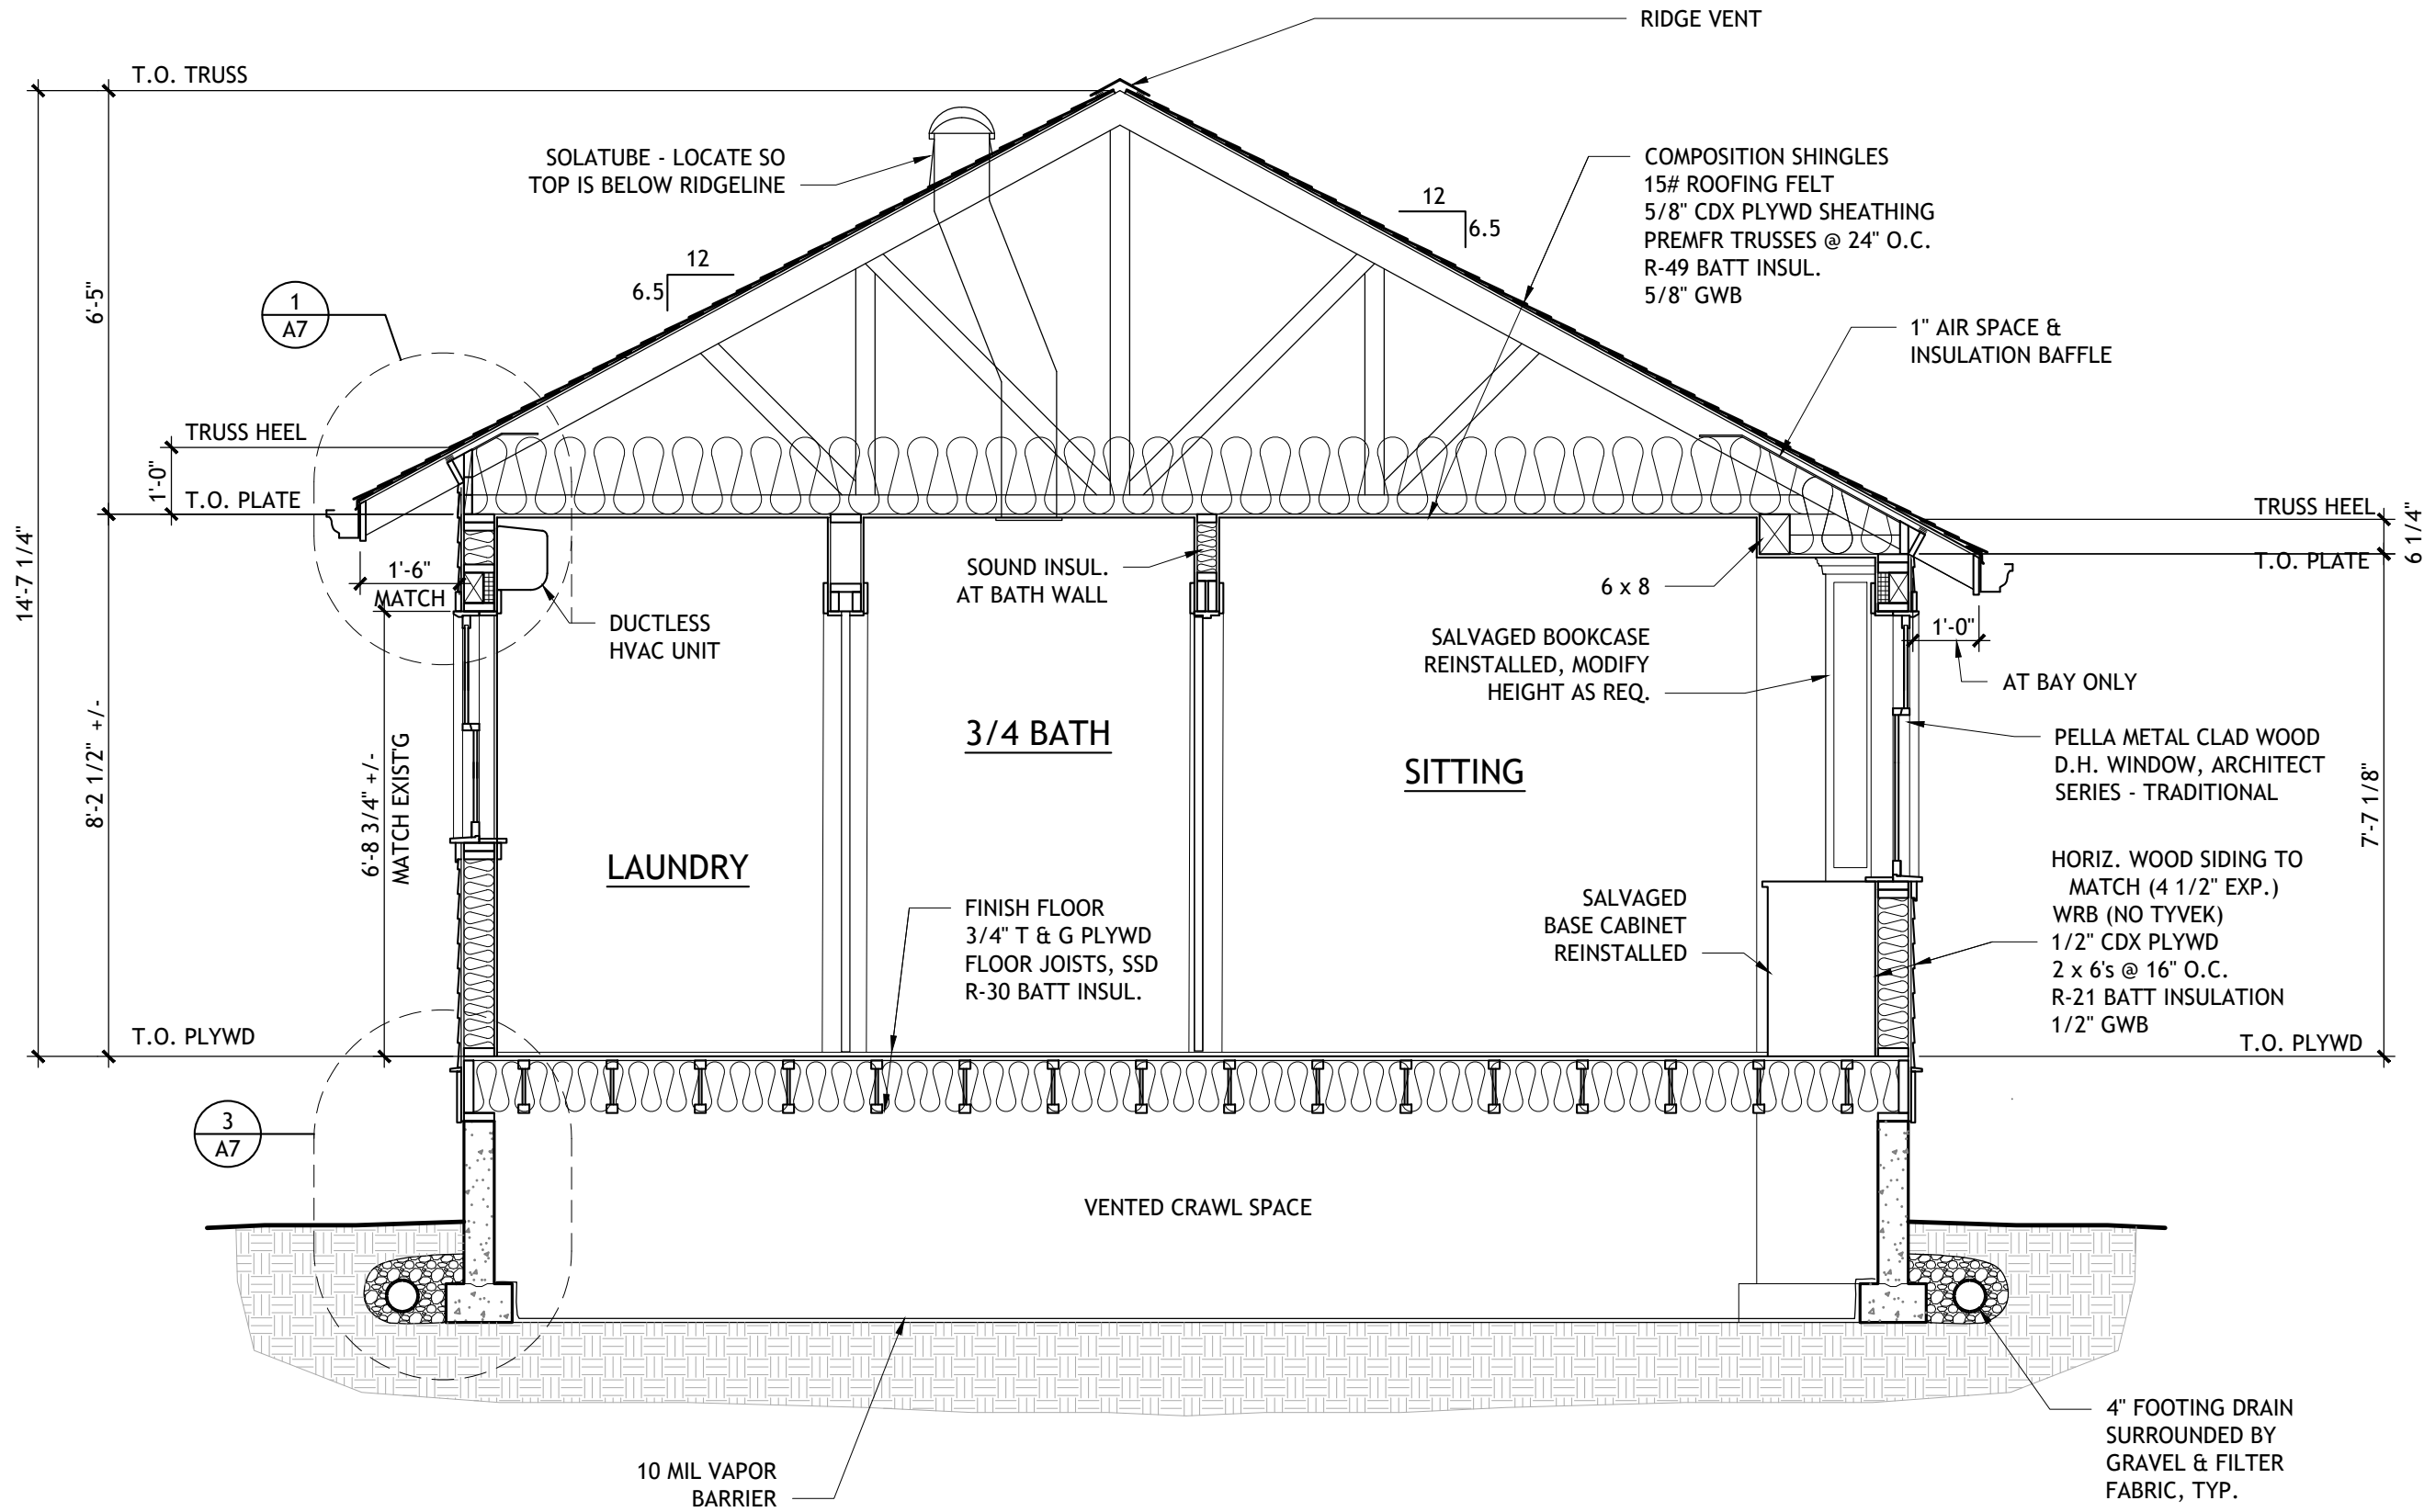 RIDGE VENT
T.O. TRUSS
SOLATUBE - LOCATE SO
TOP IS BELOW RIDGELINE
COMPOSITION SHINGLES
15# ROOFING FELT
5/8" CDX PLYWD SHEATHING
PREMFR TRUSSES @ 24" O.C.
R-49 BATT INSUL.
5/8" GWB
12
6.5
12
6.5
6'-5"
1
A7
1" AIR SPACE &
INSULATION BAFFLE
TRUSS HEEL
1'-0"
T.O. PLATE
TRUSS HEEL
6 1/4"
T.O. PLATE
14'-7 1/4"
1'-6"
MATCH
DUCTLESS
HVAC UNIT
SOUND INSUL.
AT BATH WALL
6 x 8
SALVAGED BOOKCASE
REINSTALLED, MODIFY
HEIGHT AS REQ.
1'-0"
AT BAY ONLY
8'-2 1/2" +/-
6'-8 3/4" +/-
MATCH EXIST'G
3/4 BATH
SITTING
LAUNDRY
PELLA METAL CLAD WOOD
D.H. WINDOW, ARCHITECT
SERIES - TRADITIONAL
7'-7 1/8"
HORIZ. WOOD SIDING TO
MATCH (4 1/2" EXP.)
WRB (NO TYVEK)
1/2" CDX PLYWD
2 x 6's @ 16" O.C.
R-21 BATT INSULATION
1/2" GWB
FINISH FLOOR
3/4" T & G PLYWD
FLOOR JOISTS, SSD
R-30 BATT INSUL.
SALVAGED
BASE CABINET
REINSTALLED
T.O. PLYWD
T.O. PLYWD
3
A7
VENTED CRAWL SPACE
10 MIL VAPOR
BARRIER
4" FOOTING DRAIN
SURROUNDED BY
GRAVEL & FILTER
FABRIC, TYP.